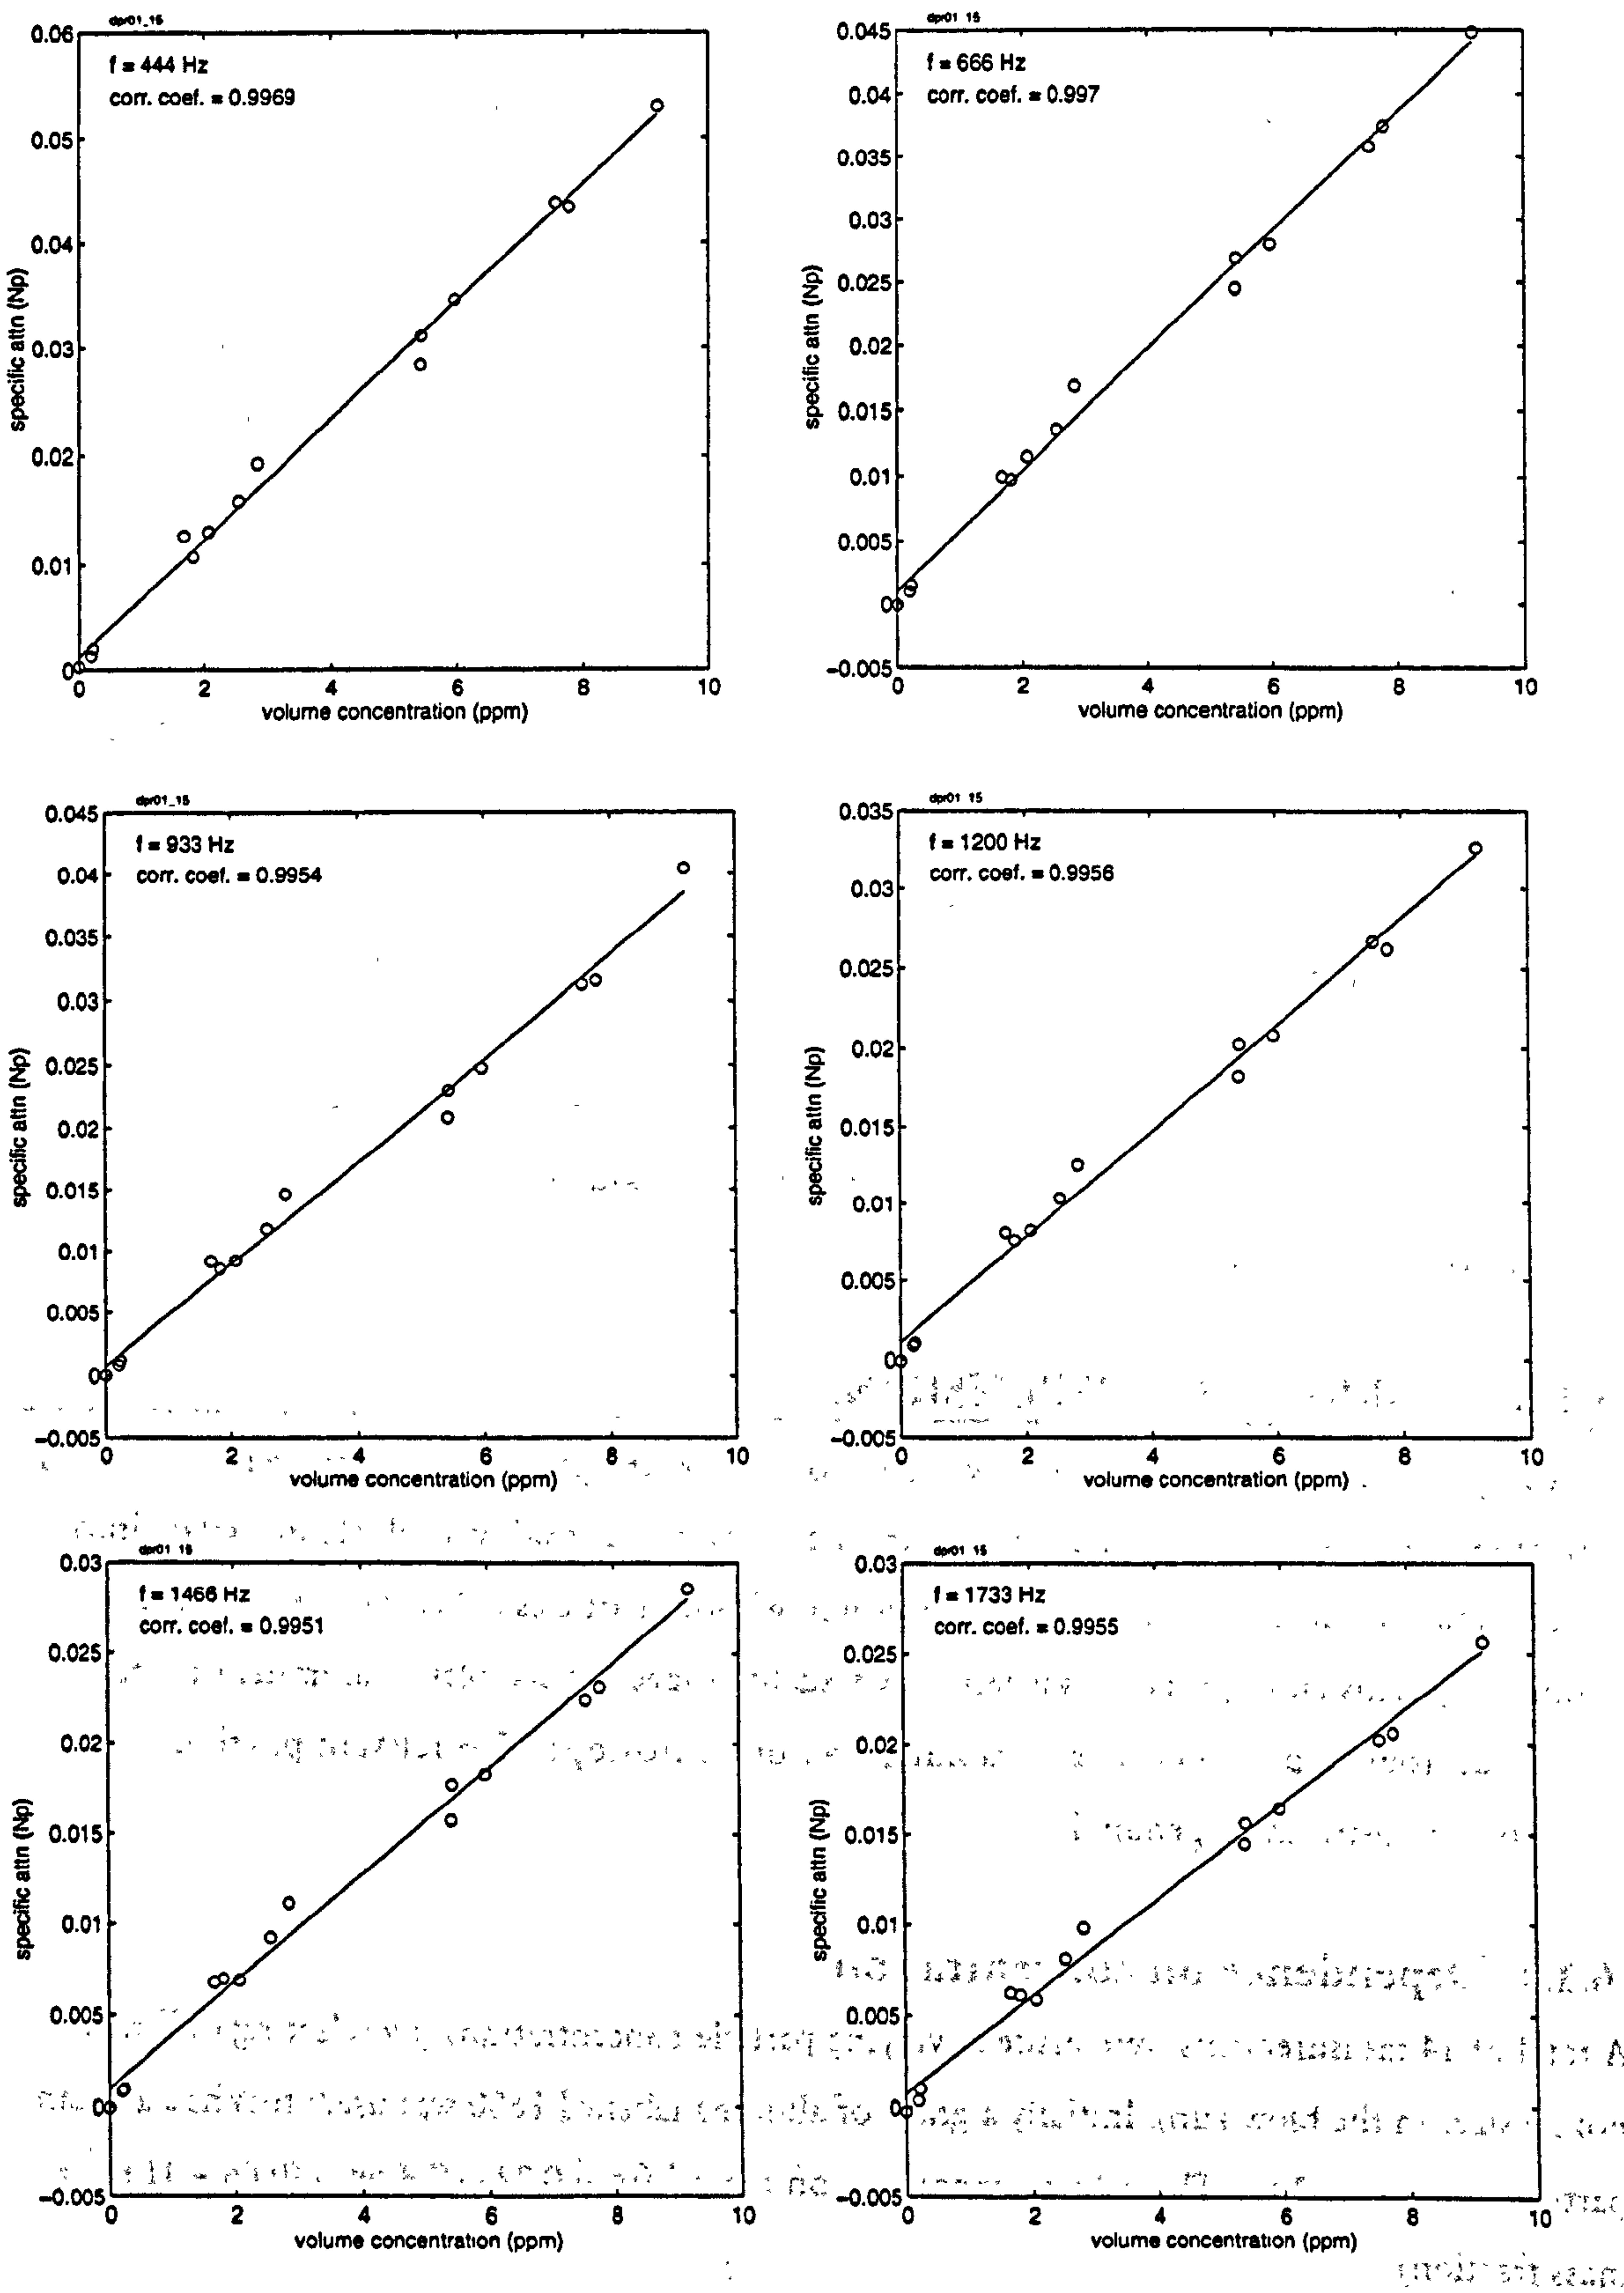 dpr01_15
f = 444 Hz
corr. coef. = 0.9969
0.06
0.05
0.04
0.03
0.02
0.01
0
specific attn (Np)
0 2 4 6 8 10
volume concentration (ppm)
dpr01_15
f = 666 Hz
corr. coef. = 0.997
0.045
0.04
0.035
0.03
0.025
0.02
0.015
0.01
0.005
0
−0.005
specific attn (Np)
0 2 4 6 8 10
volume concentration (ppm)
dpr01_15
f = 933 Hz
corr. coef. = 0.9954
0.045
0.04
0.035
0.03
0.025
0.02
0.015
0.01
0.005
0
−0.005
specific attn (Np)
0 2 4 6 8 10
volume concentration (ppm)
dpr01_15
f = 1200 Hz
corr. coef. = 0.9956
0.035
0.03
0.025
0.02
0.015
0.01
0.005
0
−0.005
specific attn (Np)
0 2 4 6 8 10
volume concentration (ppm)
dpr01_15
f = 1466 Hz
corr. coef. = 0.9951
0.03
0.025
0.02
0.015
0.01
0.005
0
−0.005
specific attn (Np)
0 2 4 6 8 10
volume concentration (ppm)
dpr01_15
f = 1733 Hz
corr. coef. = 0.9955
0.03
0.025
0.02
0.015
0.01
0.005
0
−0.005
specific attn (Np)
0 2 4 6 8 10
volume concentration (ppm)